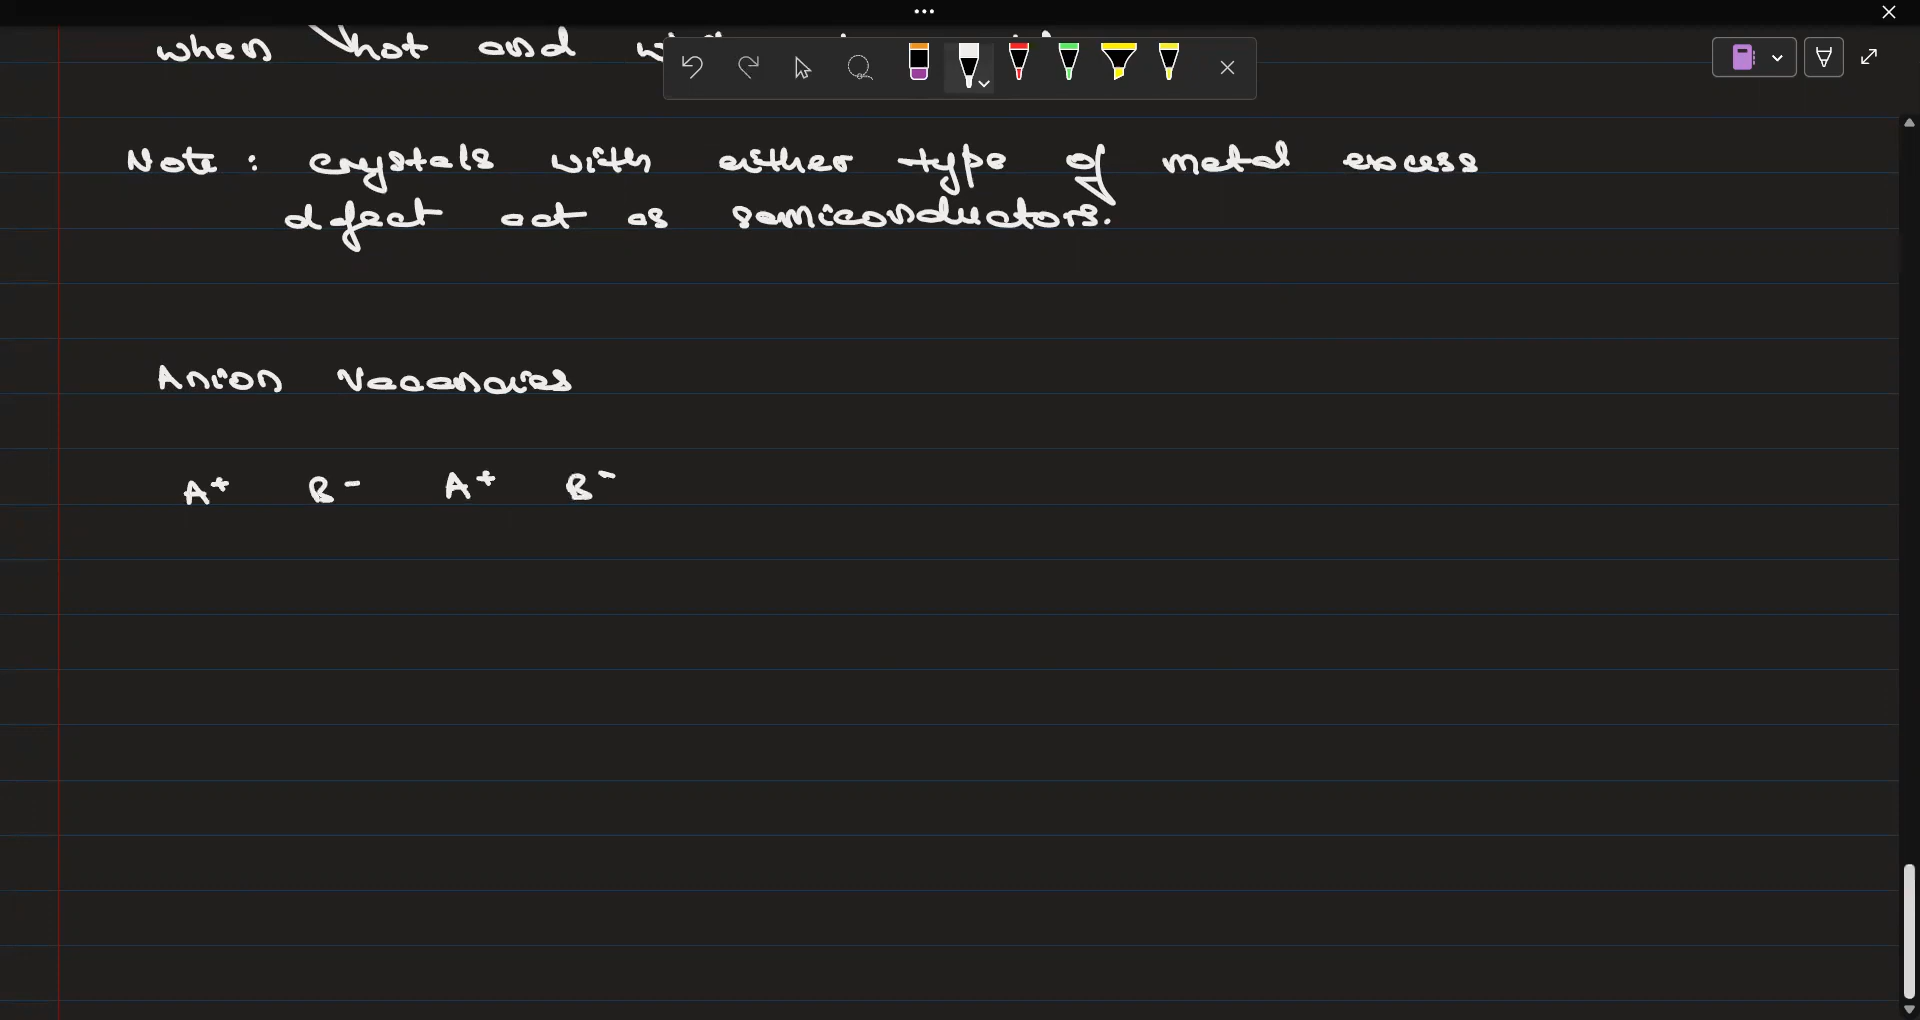 when hot and
Note : crystals with either type of metal excess
defect act as semiconductors.
Anion Vacancies
A⁺ B⁻ A⁺ B⁻